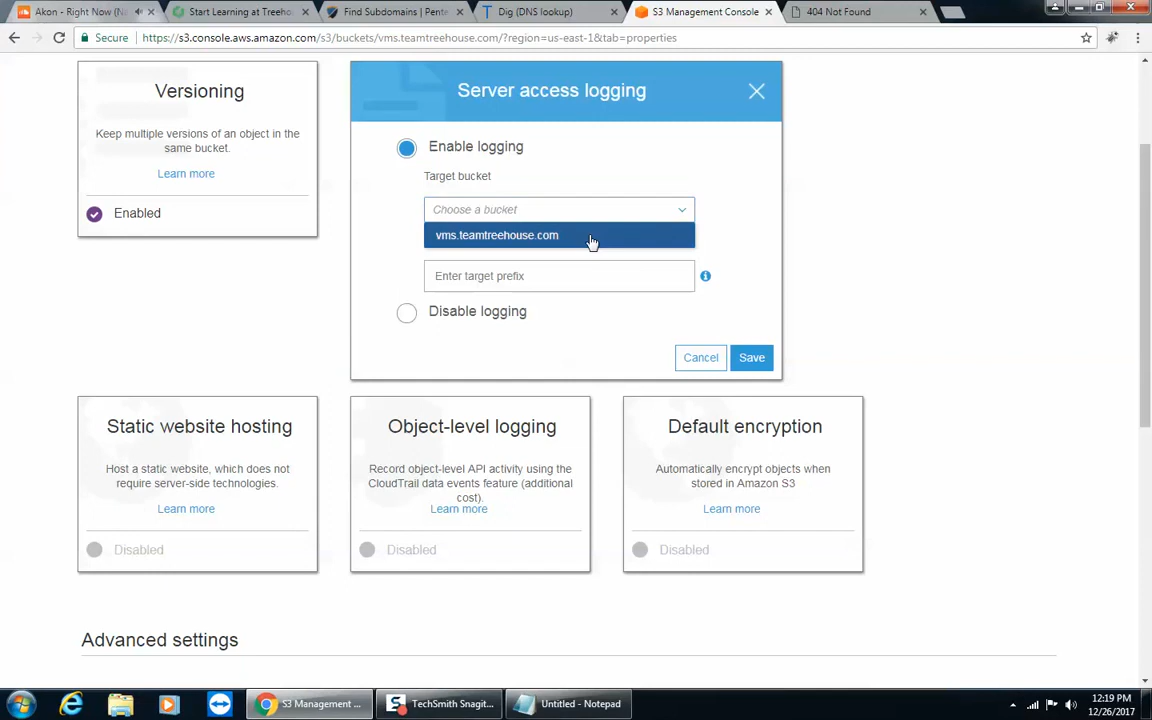 Akon - Right Now (Na
Start Learning at Treeho
Find Subdomains | Pente
Dig (DNS lookup)
S3 Management Console
404 Not Found
Secure
https://s3.console.aws.amazon.com/s3/buckets/vms.teamtreehouse.com/?region=us-east-1&tab=properties
Versioning
Keep multiple versions of an object in the
same bucket.
Learn more
Enabled
Server access logging
Enable logging
Target bucket
Choose a bucket
vms.teamtreehouse.com
Enter target prefix
Disable logging
Cancel
Save
Static website hosting
Host a static website, which does not
require server-side technologies.
Learn more
Disabled
Object-level logging
Record object-level API activity using the
CloudTrail data events feature (additional
cost).
Learn more
Disabled
Default encryption
Automatically encrypt objects when
stored in Amazon S3
Learn more
Disabled
Advanced settings
S3 Management ...
TechSmith Snagit...
Untitled - Notepad
12:19 PM
12/26/2017